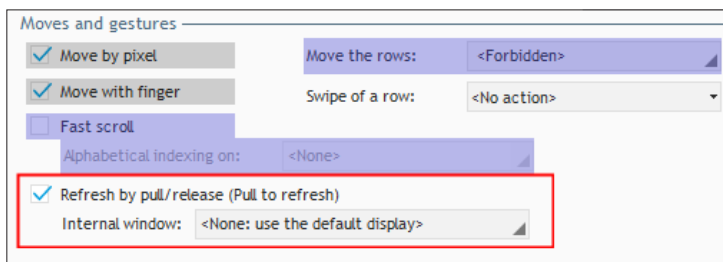 Moves and gestures
Move by pixel
Move the rows: <Forbidden>
Move with finger
Swipe of a row: <No action>
Fast scroll
Alphabetical indexing on: <None>
Refresh by pull/release (Pull to refresh)
Internal window: <None: use the default display>